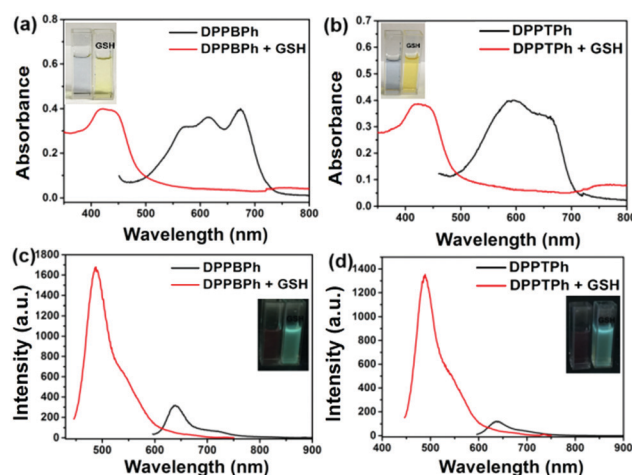 (a)
GSH
DPPBPh
DPPBPh + GSH
0.8
0.6
0.4
0.2
0.0
Absorbance
400 500 600 700 800
Wavelength (nm)
(b)
GSH
DPPTPh
DPPTPh + GSH
0.7
0.6
0.5
0.4
0.3
0.2
0.1
0.0
Absorbance
400 500 600 700 800
Wavelength (nm)
(c)
DPPBPh
DPPBPh + GSH
1800
1600
1400
1200
1000
800
600
400
200
0
Intensity (a.u.)
500 600 700 800 900
Wavelength (nm)
(d)
DPPTPh
DPPTPh + GSH
1400
1200
1000
800
600
400
200
0
Intensity (a.u.)
400 500 600 700 800 900
Wavelength (nm)